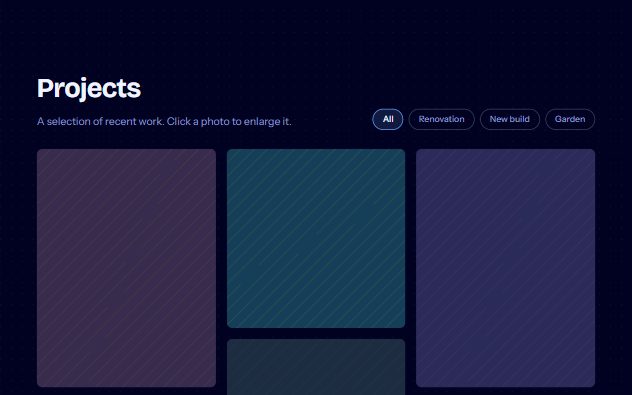 Projects
A selection of recent work. Click a photo to enlarge it.
All Renovation New build Garden